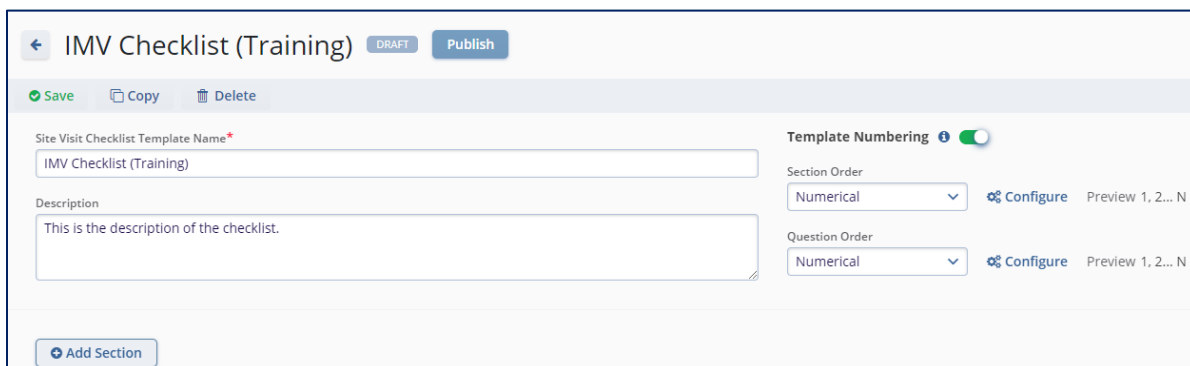 IMV Checklist (Training) DRAFT Publish
Save Copy Delete
Site Visit Checklist Template Name*
IMV Checklist (Training)
Description
This is the description of the checklist.
Template Numbering
Section Order
Numerical Configure Preview 1, 2... N
Question Order
Numerical Configure Preview 1, 2... N
Add Section